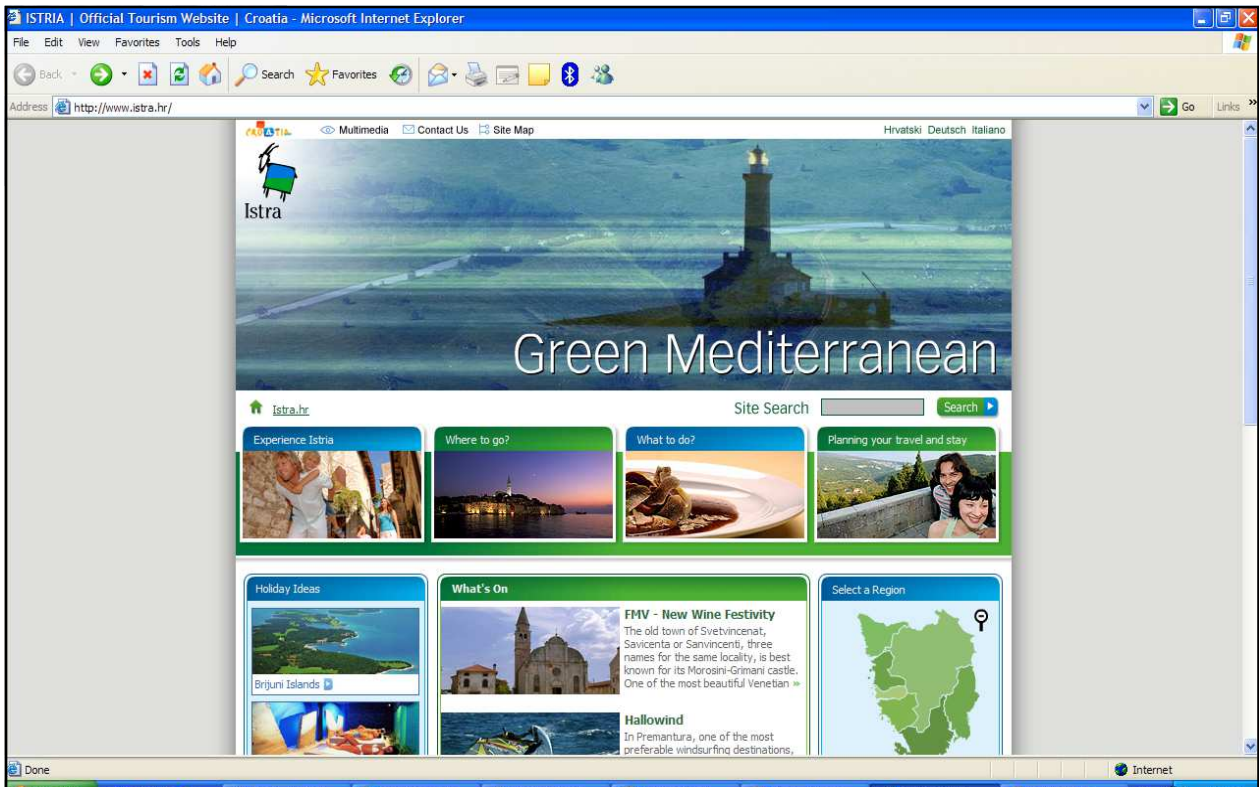 ISTRIA | Official Tourism Website | Croatia - Microsoft Internet Explorer
File Edit View Favorites Tools Help
Back Search Favorites
Address http://www.istra.hr/ Go Links »
CROATIA Multimedia Contact Us Site Map Hrvatski Deutsch Italiano
Istra
Green Mediterranean
Istra.hr Site Search Search
Experience Istria Where to go? What to do? Planning your travel and stay
Holiday Ideas What's On Select a Region
FMV - New Wine Festivity
The old town of Svetvincenat,
Savicenta or Sanvincenti, three
names for the same locality, is best
known for its Morosini-Grimani castle.
One of the most beautiful Venetian »
Brijuni Islands
Hallowind
In Premantura, one of the most
preferable windsurfing destinations,
Done Internet